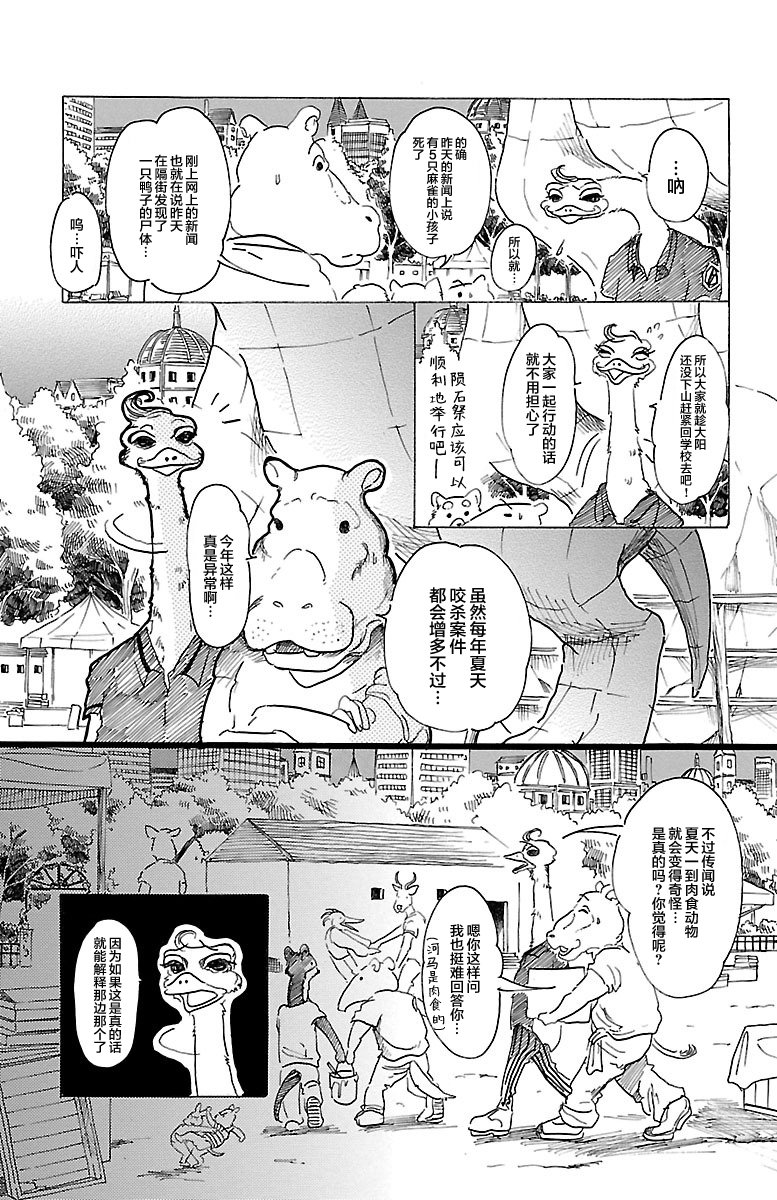 …呐
所以就…
的确
昨天的新闻上说
有5只麻雀的小孩子
死了
刚上网上的新闻
也就在说昨天
在隔街发现了
一只鸭子的尸体…
呜…吓人
所以大家就趁大阳
还没下山赶紧回学校去吧！
大家一起行动的话
就不用担心了
陨石祭应该可以
顺利地举行吧——
虽然每年夏天
咬杀案件
都会增多不过…
今年这样
真是异常啊…
不过传闻说
夏天一到肉食动物
就会变得奇怪…
是真的吗？你觉得呢？
嗯你这样问
我也挺难回答你…
(河马是肉食的)
因为如果这是真的话
就能解释那边那个了